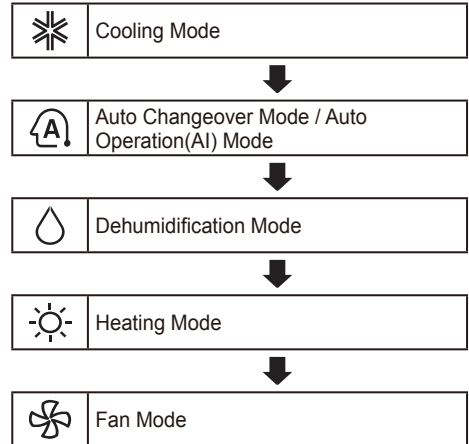 Cooling Mode
A
Auto Changeover Mode / Auto
Operation(AI) Mode
Dehumidification Mode
Heating Mode
Fan Mode